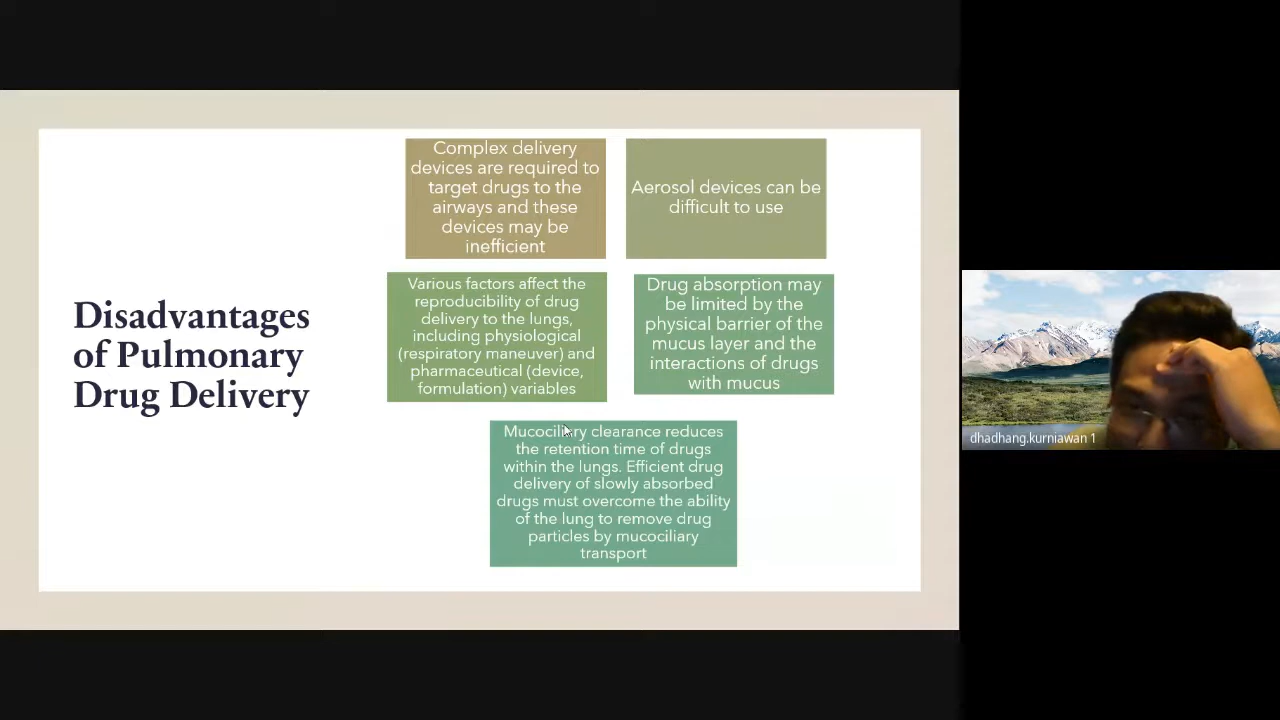 Disadvantages
of Pulmonary
Drug Delivery
Complex delivery
devices are required to
target drugs to the
airways and these
devices may be
inefficient
Aerosol devices can be
difficult to use
Various factors affect the
reproducibility of drug
delivery to the lungs,
including physiological
(respiratory maneuver) and
pharmaceutical (device,
formulation) variables
Drug absorption may
be limited by the
physical barrier of the
mucus layer and the
interactions of drugs
with mucus
Mucociliary clearance reduces
the retention time of drugs
within the lungs. Efficient drug
delivery of slowly absorbed
drugs must overcome the ability
of the lung to remove drug
particles by mucociliary
transport
dhadhang.kurniawan 1